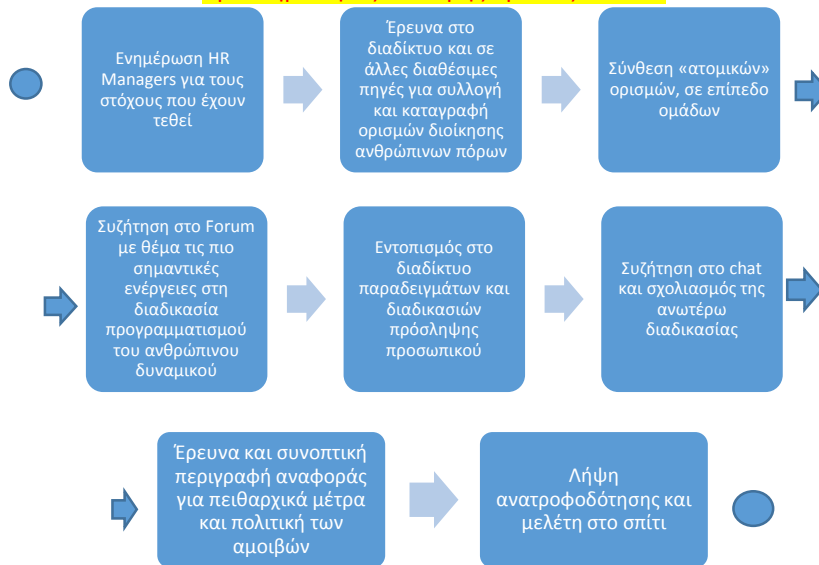 Ενημέρωση HR
Managers για τους
στόχους που έχουν
τεθεί
Έρευνα στο
διαδίκτυο και σε
άλλες διαθέσιμες
πηγές για συλλογή
και καταγραφή
ορισμών διοίκησης
ανθρώπινων πόρων
Σύνθεση «ατομικών»
ορισμών, σε επίπεδο
ομάδων
Συζήτηση στο Forum
με θέμα τις πιο
σημαντικές
ενέργειες στη
διαδικασία
προγραμματισμού
του ανθρώπινου
δυναμικού
Εντοπισμός στο
διαδίκτυο
παραδειγμάτων και
διαδικασιών
πρόσληψης
προσωπικού
Συζήτηση στο chat
και σχολιασμός της
ανωτέρω
διαδικασίας
Έρευνα και συνοπτική
περιγραφή αναφοράς
για πειθαρχικά μέτρα
και πολιτική των
αμοιβών
Λήψη
ανατροφοδότησης και
μελέτη στο σπίτι